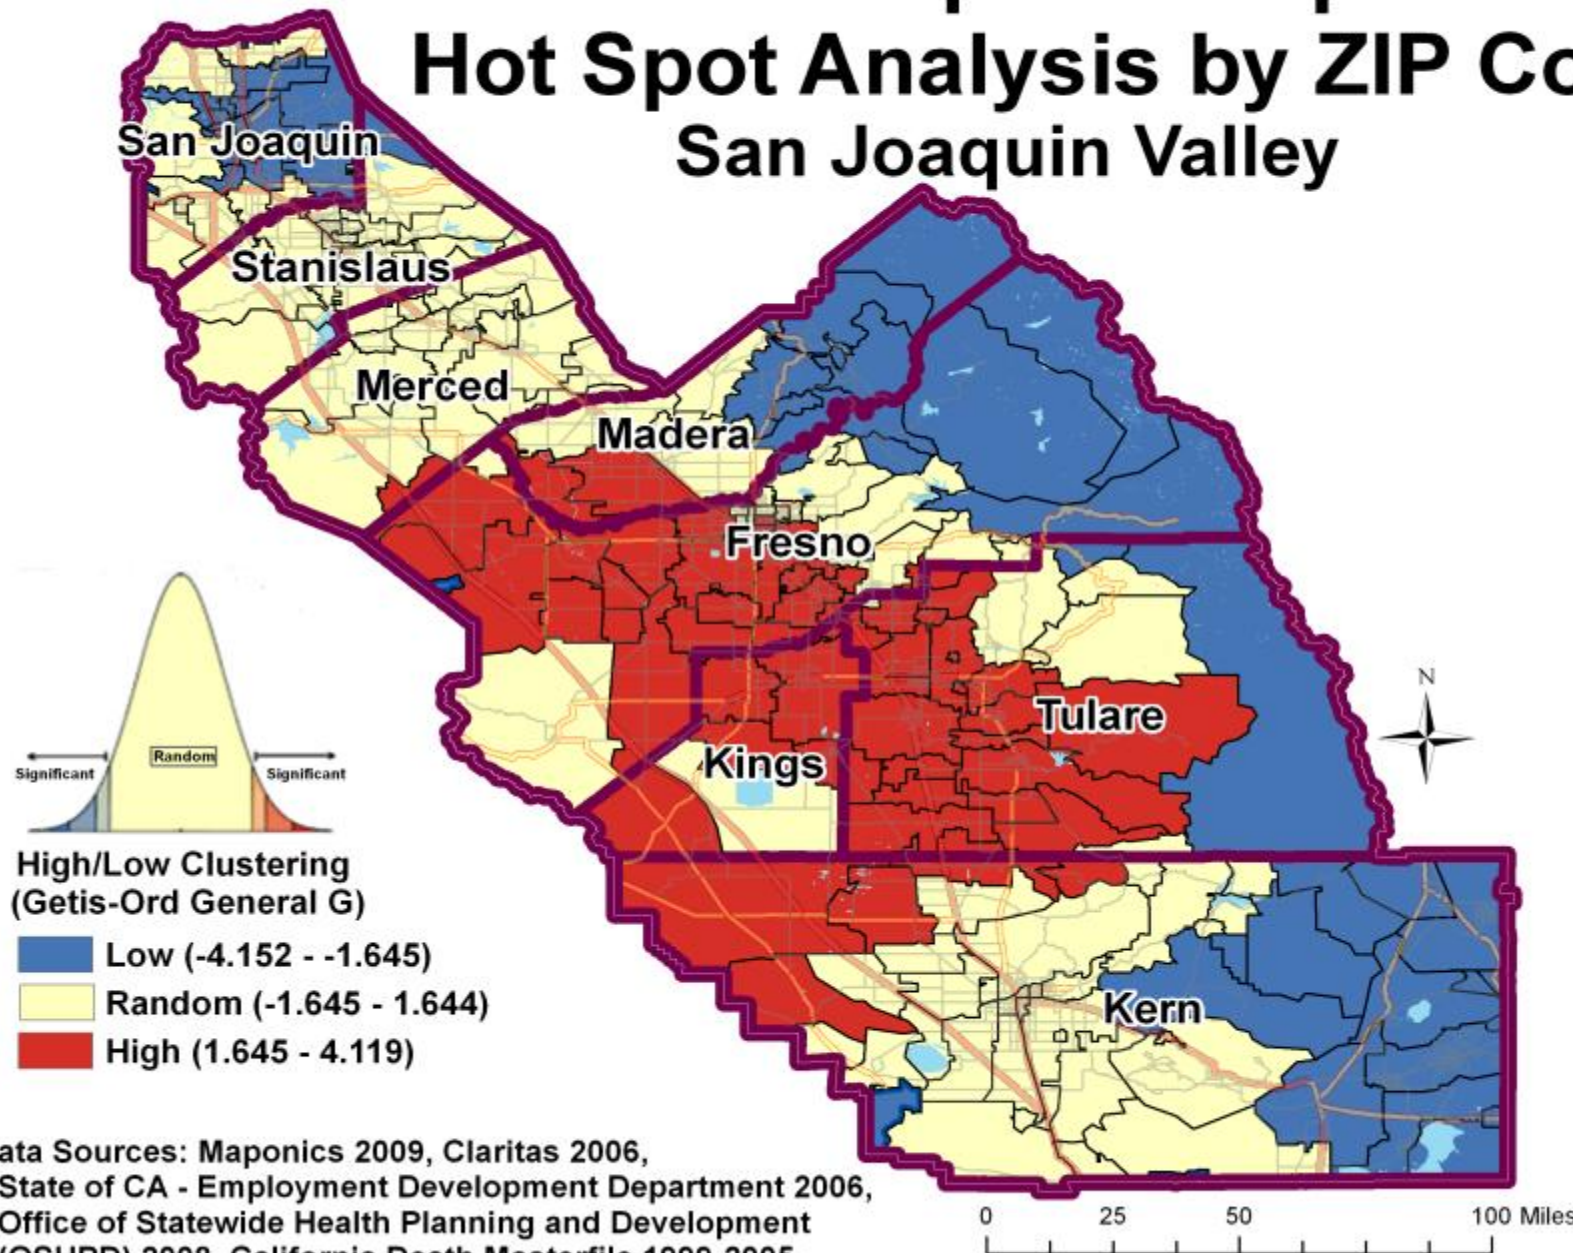 Hot Spot Analysis by ZIP Co
San Joaquin Valley
San Joaquin
Stanislaus
Merced
Madera
Fresno
Tulare
Kings
Kern
N
Random
Significant
Significant
High/Low Clustering
(Getis-Ord General G)
Low (-4.152 - -1.645)
Random (-1.645 - 1.644)
High (1.645 - 4.119)
ata Sources: Maponics 2009, Claritas 2006,
State of CA - Employment Development Department 2006,
Office of Statewide Health Planning and Development
0 25 50 100 Miles